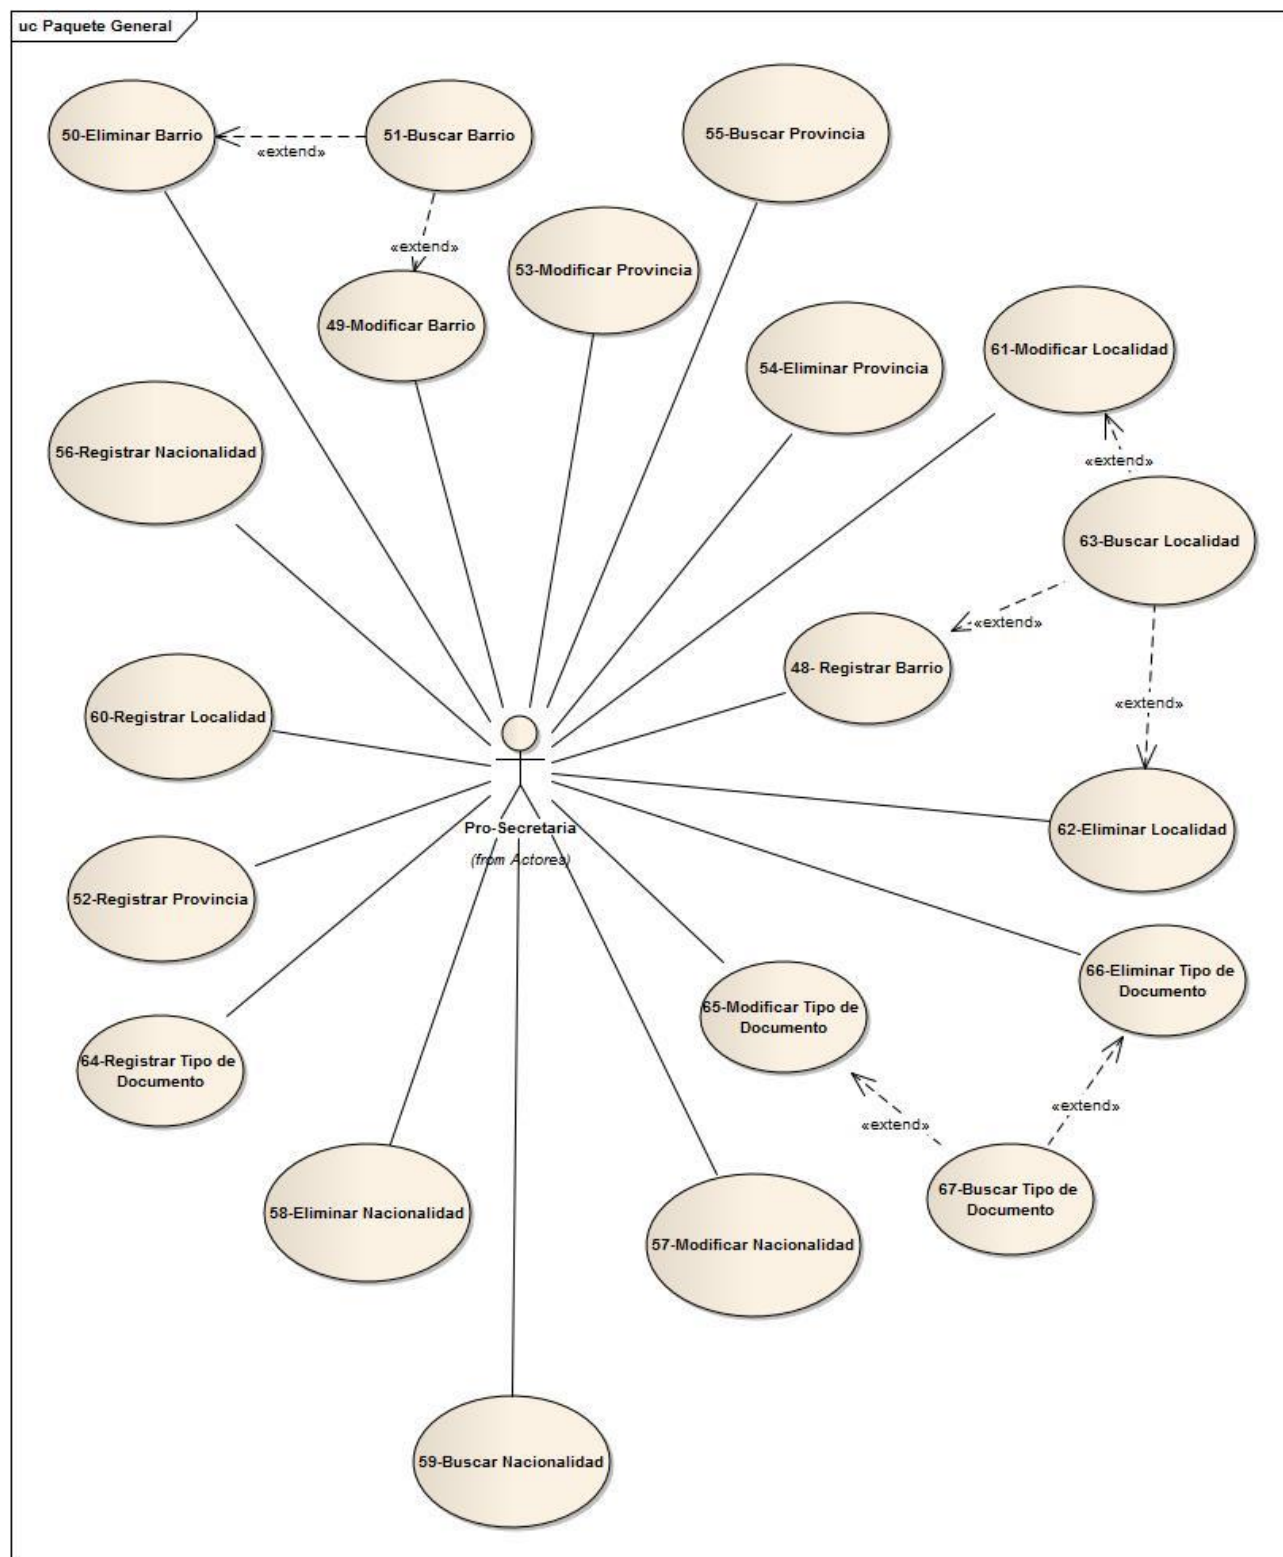 uc Paquete General
50-Eliminar Barrio
51-Buscar Barrio
55-Buscar Provincia
«extend»
«extend»
53-Modificar Provincia
49-Modificar Barrio
61-Modificar Localidad
54-Eliminar Provincia
56-Registrar Nacionalidad
«extend»
63-Buscar Localidad
«extend»
48- Registrar Barrio
«extend»
60-Registrar Localidad
Pro-Secretaria
(from Actores)
62-Eliminar Localidad
52-Registrar Provincia
66-Eliminar Tipo de
Documento
65-Modificar Tipo de
Documento
64-Registrar Tipo de
Documento
«extend»
«extend»
67-Buscar Tipo de
Documento
58-Eliminar Nacionalidad
57-Modificar Nacionalidad
59-Buscar Nacionalidad